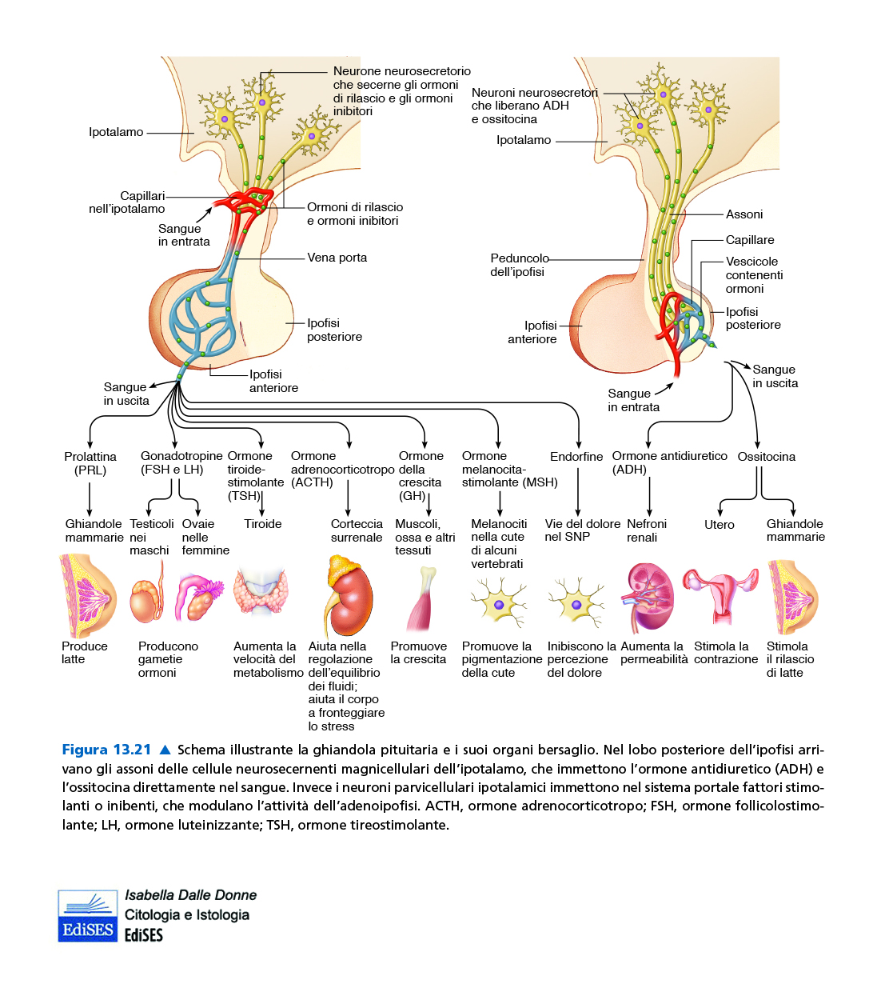 Neurone neurosecretorio
che secerne gli ormoni
di rilascio e gli ormoni
inibitori
Ipotalamo
Capillari
nell'ipotalamo
Sangue
in entrata
Ormoni di rilascio
e ormoni inibitori
Vena porta
Ipofisi
posteriore
Ipofisi
anteriore
Sangue
in uscita
Neuroni neurosecretori
che liberano ADH
e ossitocina
Ipotalamo
Assoni
Capillare
Peduncolo
dell'ipofisi
Vescicole
contenenti
ormoni
Ipofisi
posteriore
Ipofisi
anteriore
Sangue
in uscita
Sangue
in entrata
Prolattina
(PRL)
Gonadotropine
(FSH e LH)
Ormone
tiroide-
stimolante
(TSH)
Ormone
adrenocorticotropo
(ACTH)
Ormone
della
crescita
(GH)
Ormone
melanocita-
stimolante (MSH)
Endorfine
Ormone antidiuretico
(ADH)
Ossitocina
Ghiandole
mammarie
Testicoli
nei
maschi
Ovaie
nelle
femmine
Tiroide
Corteccia
surrenale
Muscoli,
ossa e altri
tessuti
Melanociti
nella cute
di alcuni
vertebrati
Vie del dolore
nel SNP
Nefroni
renali
Utero
Ghiandole
mammarie
Produce
latte
Producono
gametie
ormoni
Aumenta la
velocità del
metabolismo
Aiuta nella
regolazione
dell'equilibrio
dei fluidi;
aiuta il corpo
a fronteggiare
lo stress
Promuove
la crescita
Promuove la
pigmentazione
della cute
Inibiscono la
percezione
del dolore
Aumenta la
permeabilità
Stimola la
contrazione
Stimola
il rilascio
di latte
Figura 13.21 ▲ Schema illustrante la ghiandola pituitaria e i suoi organi bersaglio. Nel lobo posteriore dell'ipofisi arri-
vano gli assoni delle cellule neurosecernenti magnicellulari dell'ipotalamo, che immettono l'ormone antidiuretico (ADH) e
l'ossitocina direttamente nel sangue. Invece i neuroni parvicellulari ipotalamici immettono nel sistema portale fattori stimo-
lanti o inibenti, che modulano l'attività dell'adenoipofisi. ACTH, ormone adrenocorticotropo; FSH, ormone follicolostimo-
lante; LH, ormone luteinizzante; TSH, ormone tireostimolante.
EdiSES
Isabella Dalle Donne
Citologia e Istologia
EdiSES